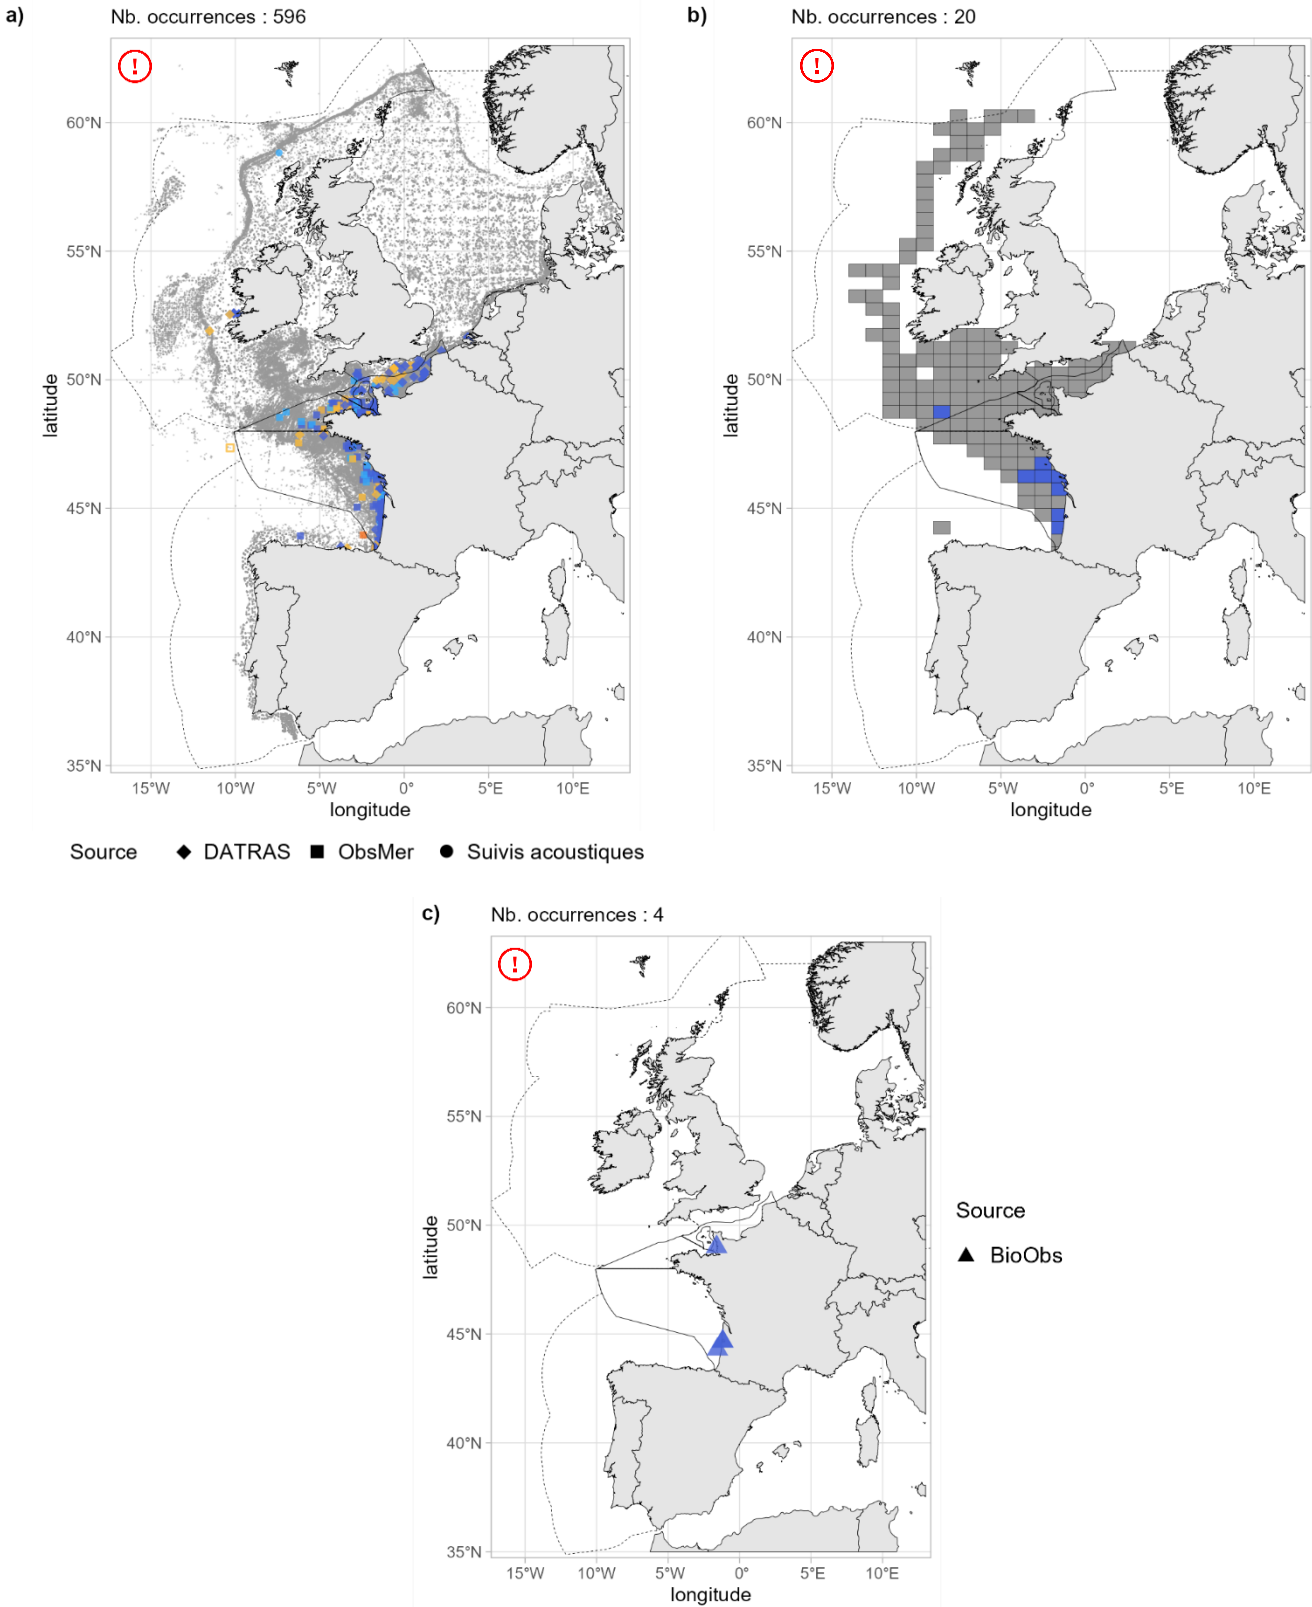 a)
Nb. occurrences : 596
!
60°N
55°N
50°N
45°N
40°N
35°N
latitude
15°W
10°W
5°W
0°
5°E
10°E
longitude
Source
DATRAS
ObsMer
Suivis acoustiques
b)
Nb. occurrences : 20
!
60°N
55°N
50°N
45°N
40°N
35°N
latitude
15°W
10°W
5°W
0°
5°E
10°E
longitude
c)
Nb. occurrences : 4
!
60°N
55°N
50°N
45°N
40°N
35°N
latitude
15°W
10°W
5°W
0°
5°E
10°E
longitude
Source
BioObs